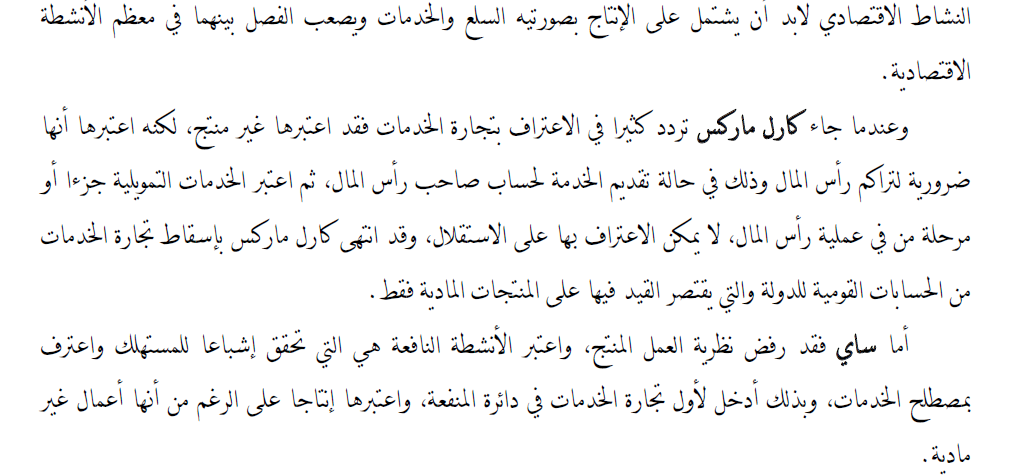 النشاط الاقتصادي لابد أن يشتمل على الإنتاج بصورتيه السلع والخدمات ويصعب الفصل بينهما في معظم الأنشطة
الاقتصادية.
وعندما جاء كارل ماركس تردد كثيرا في الاعتراف بتجارة الخدمات فقد اعتبرها غير منتج، لكنه اعتبرها أنها
ضرورية لتراكم رأس المال وذلك في حالة تقديم الخدمة لحساب صاحب رأس المال، ثم اعتبر الخدمات التمويلية جزءا أو
مرحلة من في عملية رأس المال، لا يمكن الاعتراف بها على الاستقلال، وقد انتهى كارل ماركس بإسقاط تجارة الخدمات
من الحسابات القومية للدولة والتي يقتصر القيد فيها على المنتجات المادية فقط.
أما ساي فقد رفض نظرية العمل المنتج، واعتبر الأنشطة النافعة هي التي تحقق إشباعا للمستهلك واعترف
بمصطلح الخدمات، وبذلك أدخل لأول تجارة الخدمات في دائرة المنفعة، واعتبرها إنتاجا على الرغم من أنها أعمال غير
مادية.